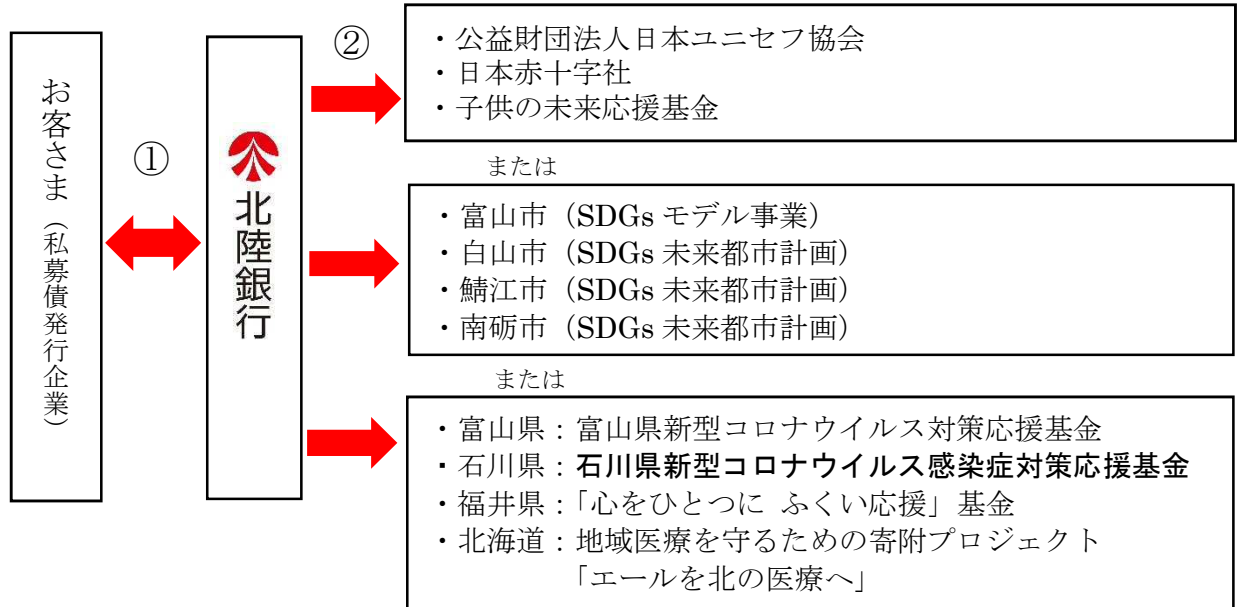 お客さま（私募債発行企業）
①
北陸銀行
②
・公益財団法人日本ユニセフ協会
・日本赤十字社
・子供の未来応援基金
または
・富山市（SDGs モデル事業）
・白山市（SDGs 未来都市計画）
・鯖江市（SDGs 未来都市計画）
・南砺市（SDGs 未来都市計画）
または
・富山県：富山県新型コロナウイルス対策応援基金
・石川県：石川県新型コロナウイルス感染症対策応援基金
・福井県：「心をひとつに ふくい応援」基金
・北海道：地域医療を守るための寄附プロジェクト
「エールを北の医療へ」